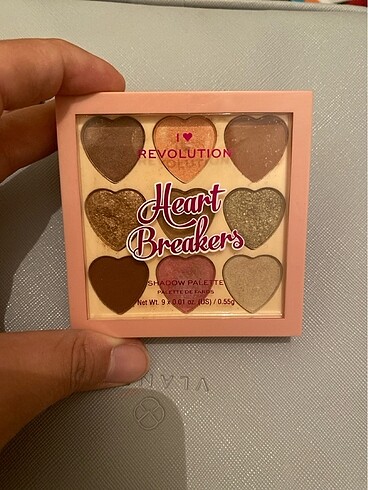 I ♥
REVOLUTION
Heart
Breakers
SHADOW PALETTE
PALETTE DE FARDS
Net Wt. 9 x 0.01 oz. (US) / 0.55g